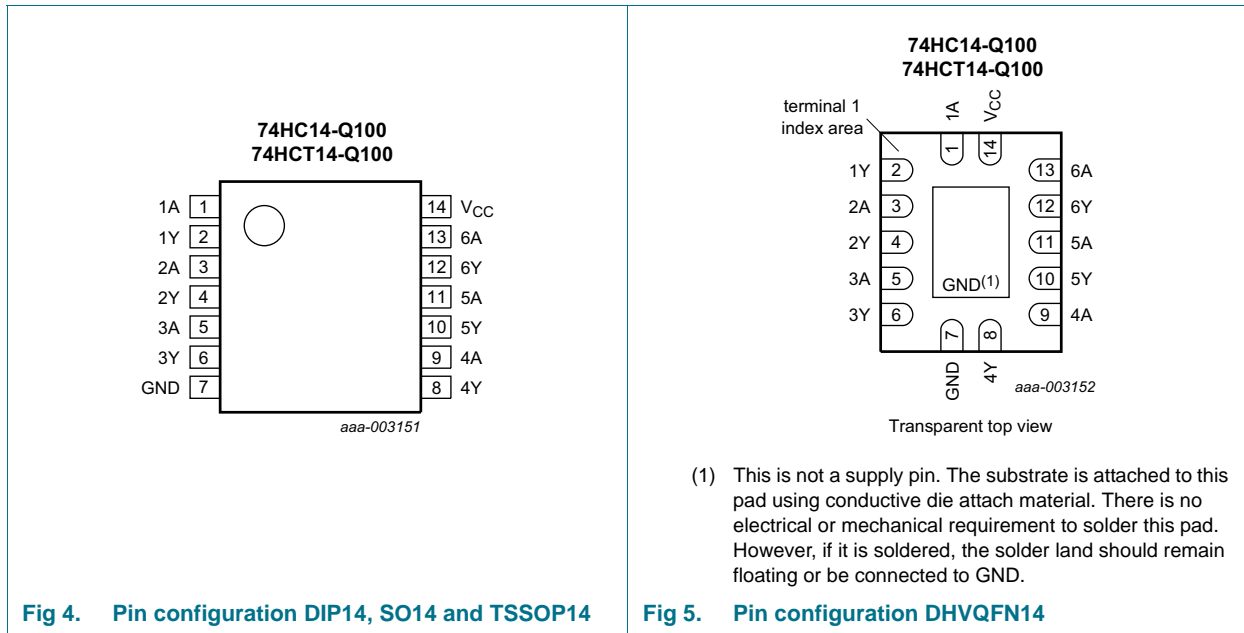 74HC14-Q100
74HCT14-Q100
1A 1
1Y 2
2A 3
2Y 4
3A 5
3Y 6
GND 7
14 VCC
13 6A
12 6Y
11 5A
10 5Y
9 4A
8 4Y
aaa-003151
Fig 4. Pin configuration DIP14, SO14 and TSSOP14
74HC14-Q100
74HCT14-Q100
terminal 1
index area
1A
VCC
1
14
1Y 2
2A 3
2Y 4
3A 5
3Y 6
13 6A
12 6Y
11 5A
10 5Y
9 4A
GND(1)
7
8
GND
4Y
aaa-003152
Transparent top view
(1) This is not a supply pin. The substrate is attached to this
pad using conductive die attach material. There is no
electrical or mechanical requirement to solder this pad.
However, if it is soldered, the solder land should remain
floating or be connected to GND.
Fig 5. Pin configuration DHVQFN14